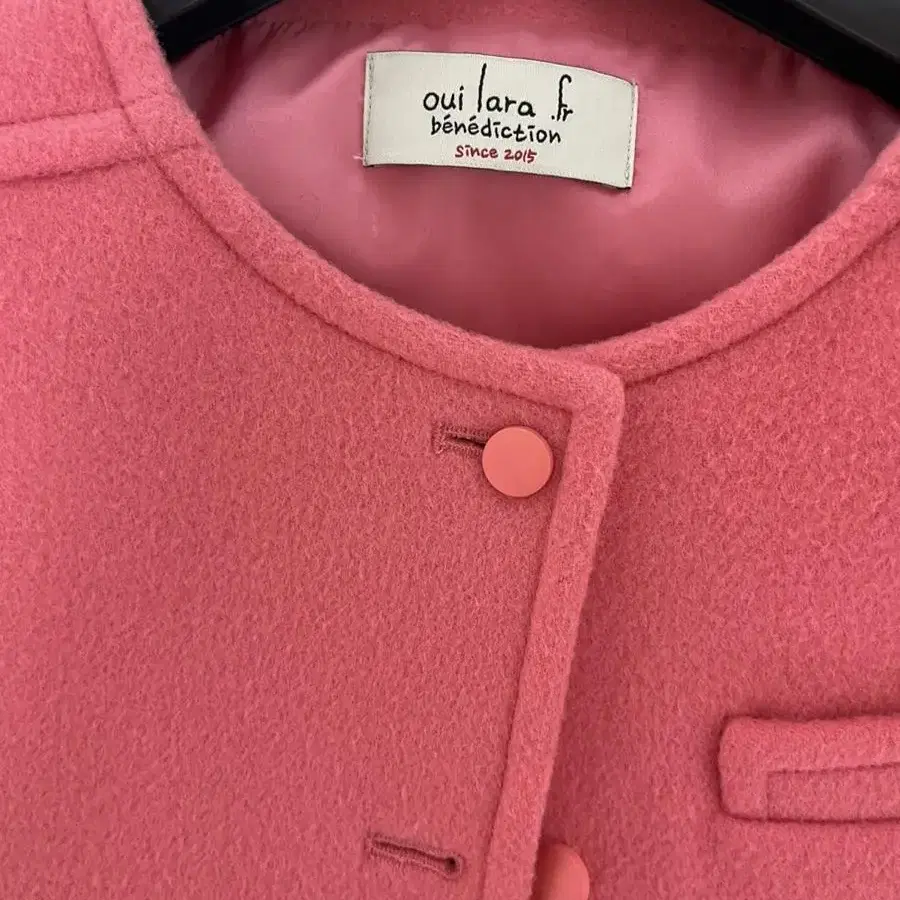 oui lara .fr
bénédiction
since 2015